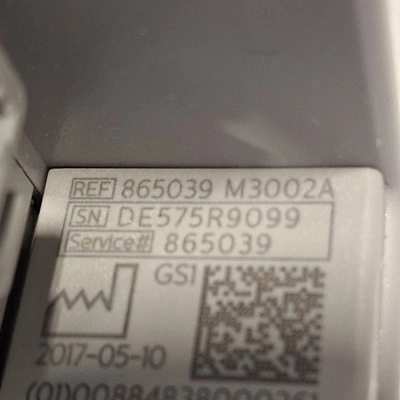 REF 865039 M3002A
SN DE575R9099
Service# 865039
GS1
2017-05-10